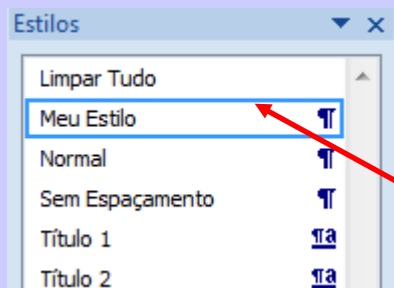 Estilos
Limpar Tudo
Meu Estilo ¶
Normal ¶
Sem Espaçamento ¶
Título 1 ¶a
Título 2 ¶a